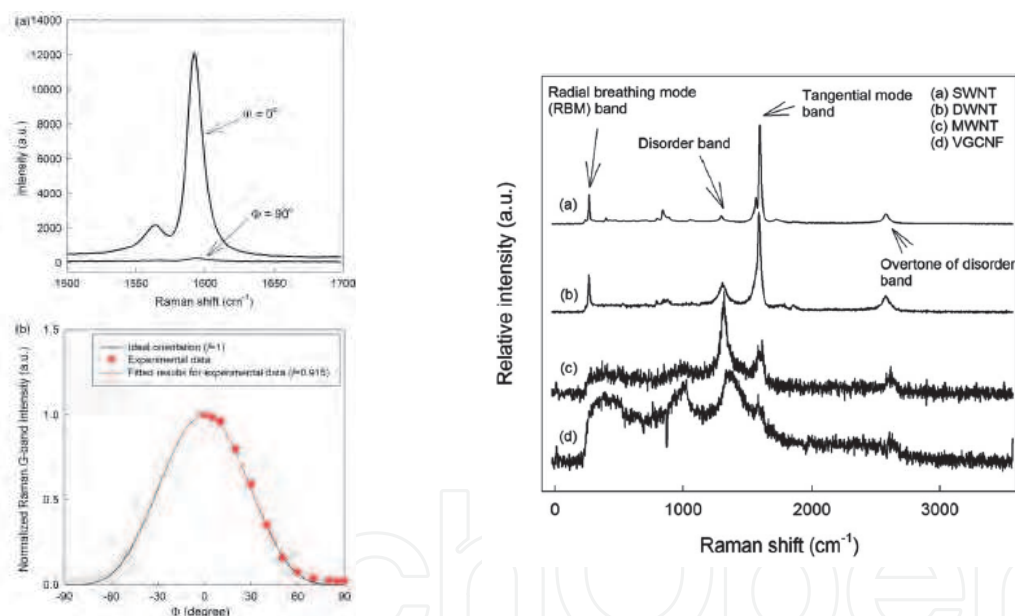 (a)
14000
12000
10000
8000
6000
4000
2000
0
Intensity (a.u.)
Φ = 0°
Φ = 90°
1500
1550
1600
1650
1700
Raman shift (cm⁻¹)
(b)
1.5
1.0
0.5
0.0
Normalized Raman G-band intensity (a.u.)
Ideal orientation (f=1)
Experimental data
Fitted results for experimental data (f=0.915)
-90
-60
-30
0
30
60
90
Φ (degree)
Radial breathing mode
(RBM) band
Disorder band
Tangential mode
band
(a) SWNT
(b) DWNT
(c) MWNT
(d) VGCNF
(a)
(b)
(c)
(d)
Overtone of disorder
band
Relative intensity (a.u.)
0
1000
2000
3000
Raman shift (cm⁻¹)